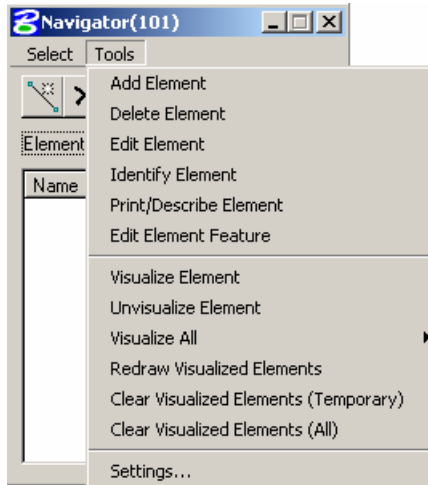 Navigator(101)
Select Tools
Add Element
Delete Element
Edit Element
Element
Identify Element
Name
Print/Describe Element
Edit Element Feature
Visualize Element
Unvisualize Element
Visualize All
Redraw Visualized Elements
Clear Visualized Elements (Temporary)
Clear Visualized Elements (All)
Settings...